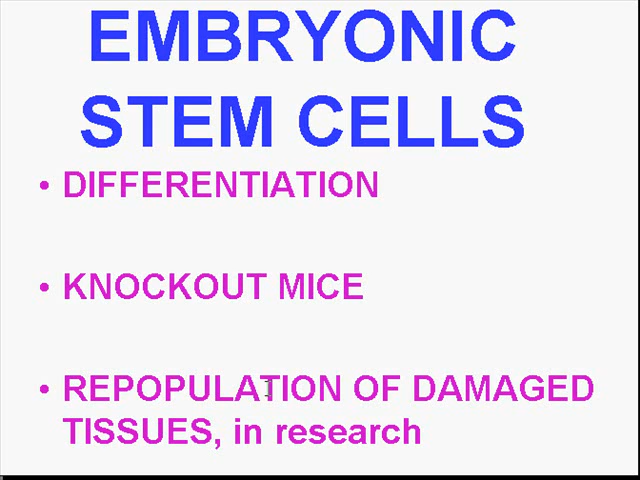 EMBRYONIC
STEM CELLS
• DIFFERENTIATION
• KNOCKOUT MICE
• REPOPULATION OF DAMAGED
TISSUES, in research